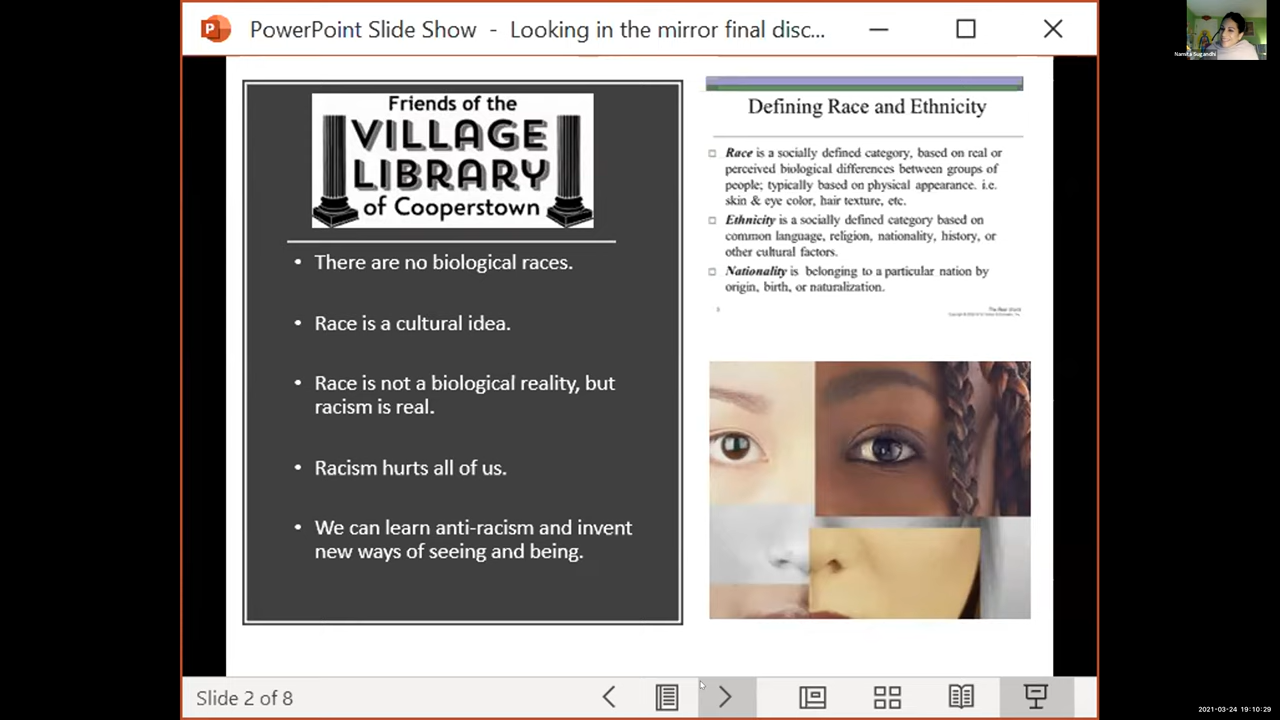 PowerPoint Slide Show - Looking in the mirror final disc...
Namita Sugandhi
Friends of the
VILLAGE
LIBRARY
of Cooperstown
• There are no biological races.
• Race is a cultural idea.
• Race is not a biological reality, but
racism is real.
• Racism hurts all of us.
• We can learn anti-racism and invent
new ways of seeing and being.
Defining Race and Ethnicity
Race is a socially defined category, based on real or
perceived biological differences between groups of
people; typically based on physical appearance. i.e.
skin & eye color, hair texture, etc.
Ethnicity is a socially defined category based on
common language, religion, nationality, history, or
other cultural factors.
Nationality is belonging to a particular nation by
origin, birth, or naturalization.
The Real World
Slide 2 of 8
2021-03-24 19:10:29